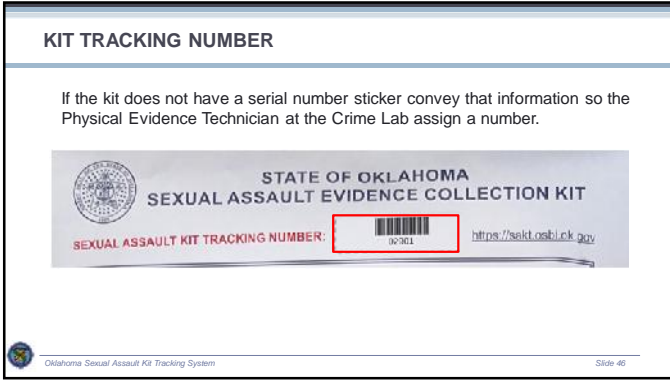 KIT TRACKING NUMBER
If the kit does not have a serial number sticker convey that information so the
Physical Evidence Technician at the Crime Lab assign a number.
STATE OF OKLAHOMA
SEXUAL ASSAULT EVIDENCE COLLECTION KIT
SEXUAL ASSAULT KIT TRACKING NUMBER:
https://sakt.osbi.ok.gov
Oklahoma Sexual Assault Kit Tracking System
Slide 46